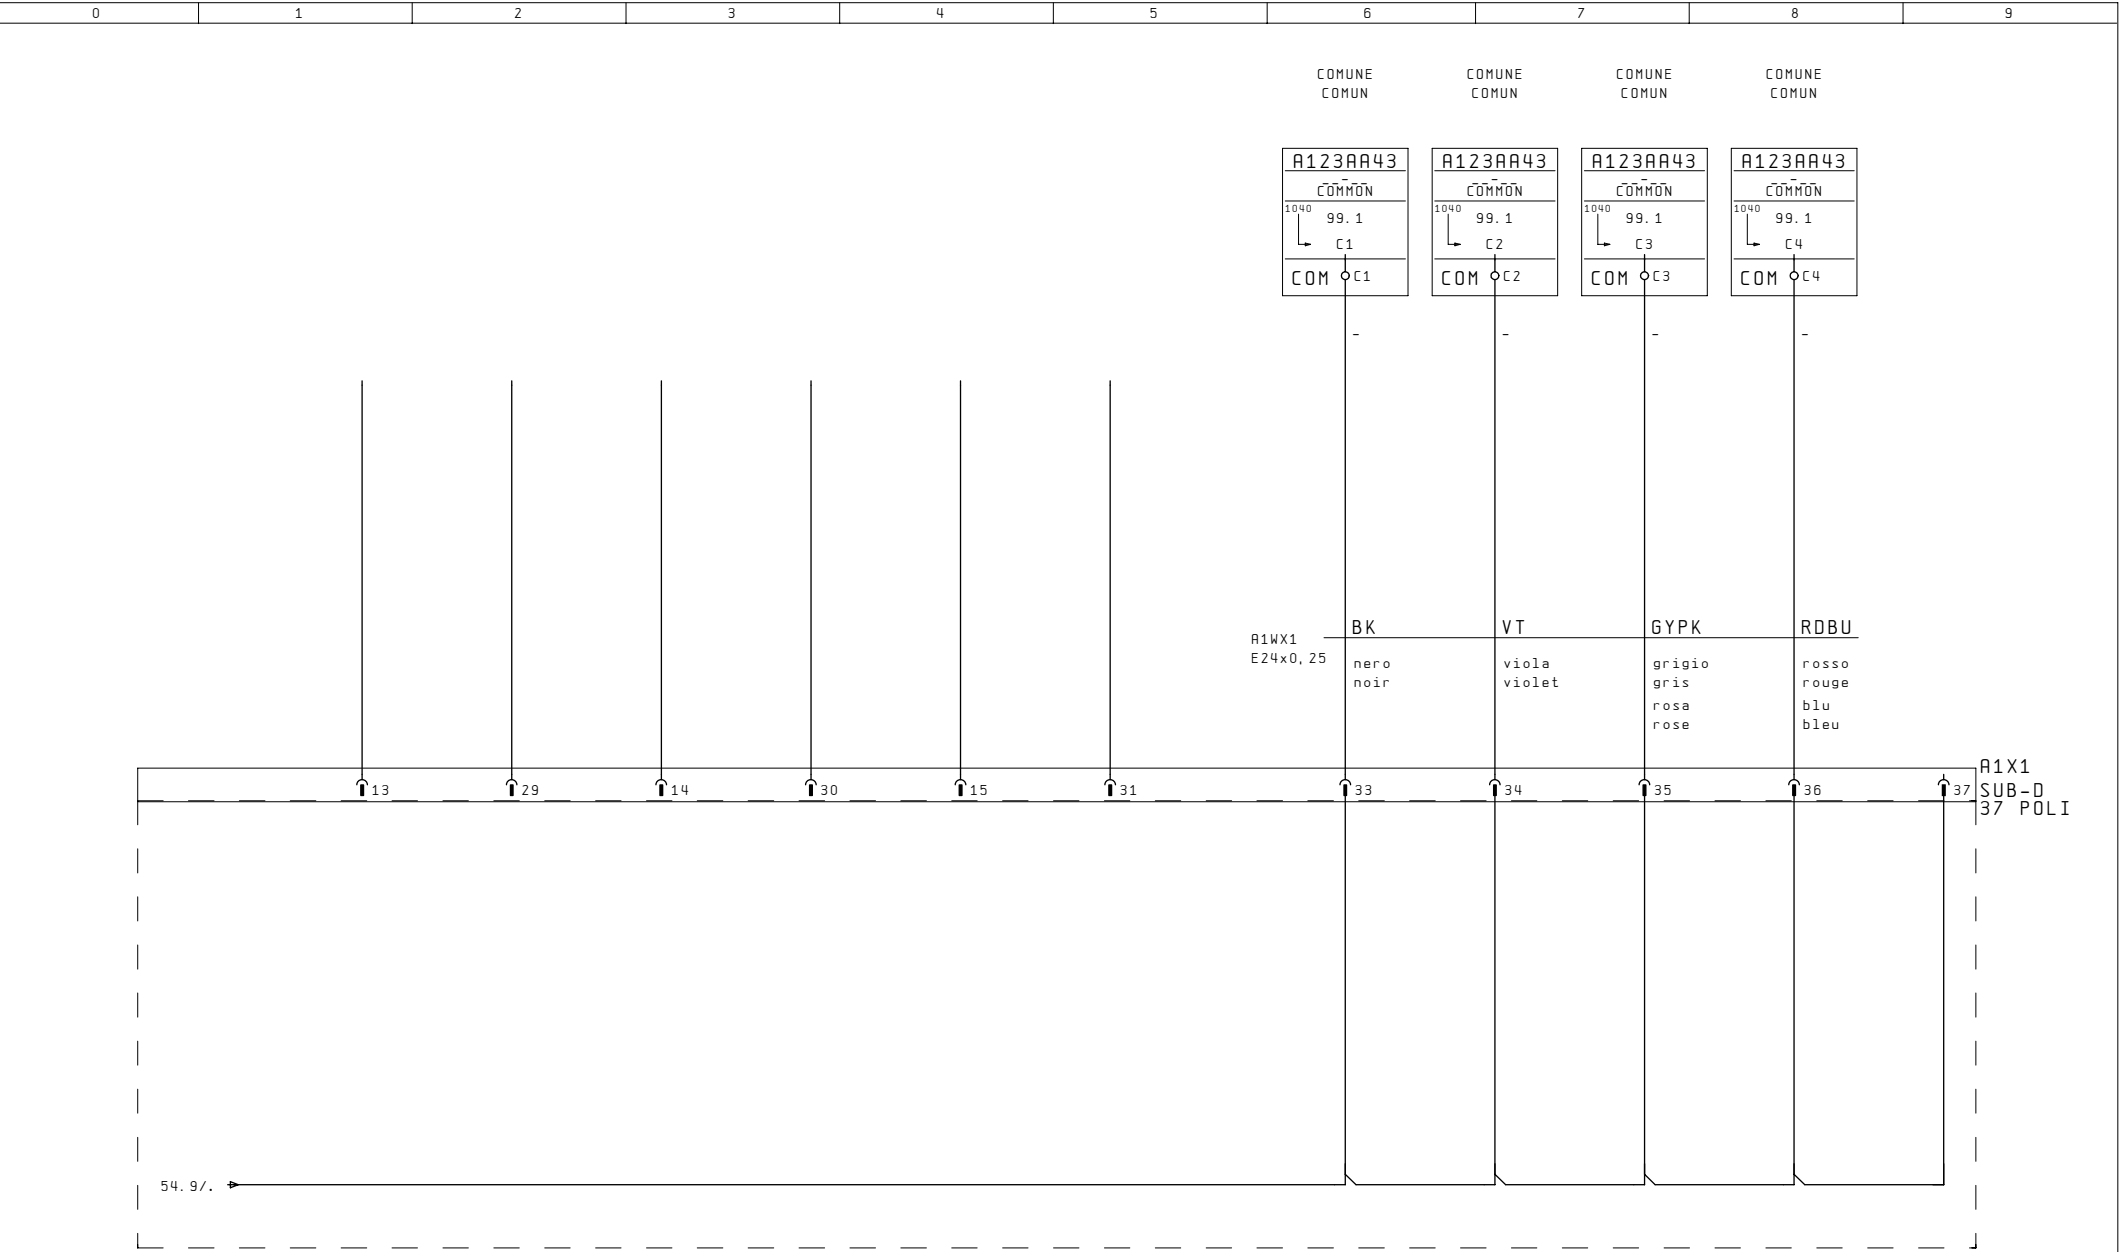 0 1 2 3 4 5 6 7 8 9
COMUNE COMUNE COMUNE COMUNE
COMUN COMUN COMUN COMUN
A123AA43 A123AA43 A123AA43 A123AA43
COMMON COMMON COMMON COMMON
1040 1040 1040 1040
99.1 99.1 99.1 99.1
C1 C2 C3 C4
COM C1 COM C2 COM C3 COM C4
- - - -
BK VT GYPK RDBU
A1WX1
E24x0,25
nero viola grigio rosso
noir violet gris rouge
rosa blu
rose bleu
A1X1
13 29 14 30 15 31 33 34 35 36 37 SUB-D
37 POLI
54.9/.